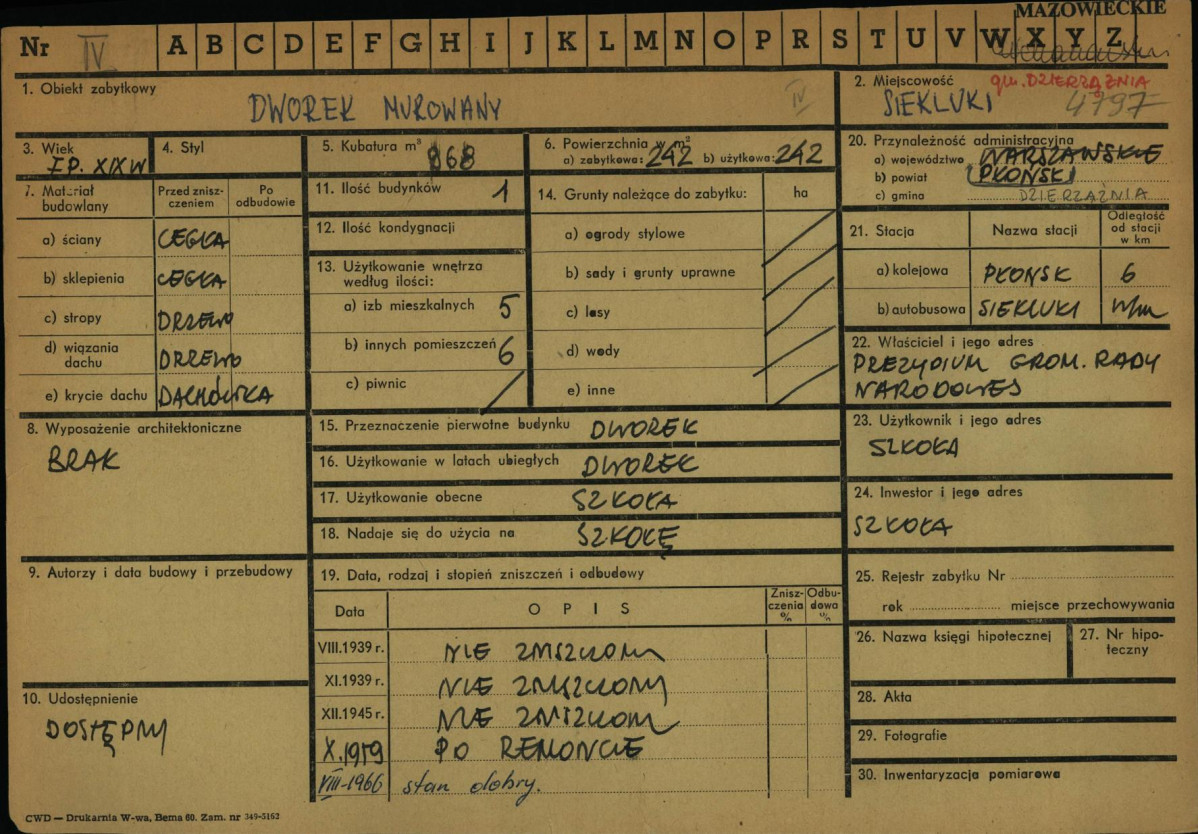 MAZOWIECKIE
Nr IV A B C D E F G H I J K L M N O P R S T U V W X Y Z
1. Obiekt zabytkowy
DWOREK MUROWANY IV
2. Miejscowość gm. DZIERZĄŻNIA
SIEKLUKI 4797
3. Wiek
I P. XIX W
4. Styl
5. Kubatura m³ 868
6. Powierzchnia w m²
a) zabytkowa: 242 b) użytkowa: 242
20. Przynależność administracyjna
a) województwo WARSZAWSKIE
b) powiat PŁOŃSKI
c) gmina DZIERZĄŻNIA
7. Materiał budowlany
Przed zniszczeniem
Po odbudowie
a) ściany CEGŁA
b) sklepienia CEGŁA
c) stropy DRZEWO
d) wiązania dachu DRZEWO
e) krycie dachu DACHÓWKA
11. Ilość budynków 1
12. Ilość kondygnacji
13. Użytkowanie wnętrza
według ilości:
a) izb mieszkalnych 5
b) innych pomieszczeń 6
c) piwnic /
14. Grunty należące do zabytku: ha
a) ogrody stylowe /
b) sady i grunty uprawne /
c) lasy /
d) wody /
e) inne /
21. Stacja Nazwa stacji Odległość od stacji w km
a) kolejowa PŁOŃSK 6
b) autobusowa SIEKLUKI n/m
22. Właściciel i jego adres
PREZYDIUM GROM. RADY
NARODOWEJ
8. Wyposażenie architektoniczne
BRAK
15. Przeznaczenie pierwotne budynku DWOREK
16. Użytkowanie w latach ubiegłych DWOREK
17. Użytkowanie obecne SZKOŁA
18. Nadaje się do użycia na SZKOŁĘ
23. Użytkownik i jego adres
SZKOŁA
24. Inwestor i jego adres
SZKOŁA
9. Autorzy i data budowy i przebudowy
19. Data, rodzaj i stopień zniszczeń i odbudowy
Data OPIS Zniszczenia % Odbudowa %
VIII.1939 r. NIE ZNISZCZONY
XI.1939 r. NIE ZNISZCZONY
XII.1945 r. NIE ZNISZCZONY
X.1959 PO REMONCIE
VIII-1966 stan dobry.
10. Udostępnienie
DOSTĘPNY
25. Rejestr zabytku Nr
rok miejsce przechowywania
26. Nazwa księgi hipotecznej
27. Nr hipoteczny
28. Akta
29. Fotografie
30. Inwentaryzacja pomiarowa
CWD — Drukarnia W-wa, Bema 60. Zam. nr 349-5162